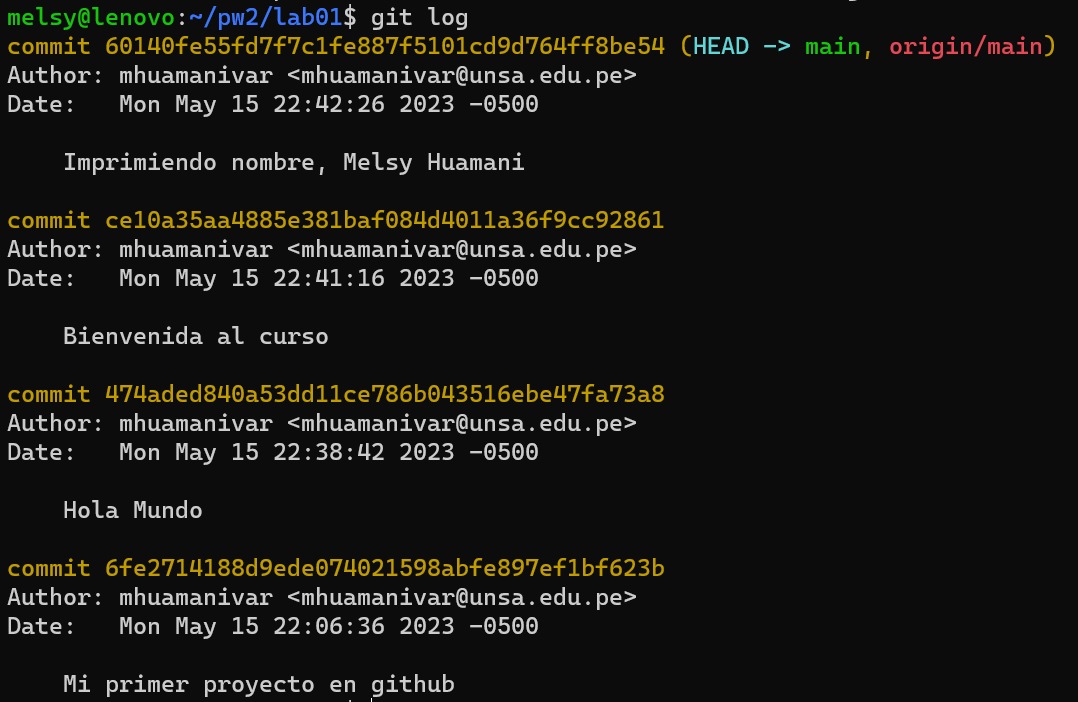 melsy@lenovo:~/pw2/lab01$ git log
commit 60140fe55fd7f7c1fe887f5101cd9d764ff8be54 (HEAD -> main, origin/main)
Author: mhuamanivar <mhuamanivar@unsa.edu.pe>
Date:   Mon May 15 22:42:26 2023 -0500
    Imprimiendo nombre, Melsy Huamani
commit ce10a35aa4885e381baf084d4011a36f9cc92861
Author: mhuamanivar <mhuamanivar@unsa.edu.pe>
Date:   Mon May 15 22:41:16 2023 -0500
    Bienvenida al curso
commit 474aded840a53dd11ce786b043516ebe47fa73a8
Author: mhuamanivar <mhuamanivar@unsa.edu.pe>
Date:   Mon May 15 22:38:42 2023 -0500
    Hola Mundo
commit 6fe2714188d9ede074021598abfe897ef1bf623b
Author: mhuamanivar <mhuamanivar@unsa.edu.pe>
Date:   Mon May 15 22:06:36 2023 -0500
    Mi primer proyecto en github